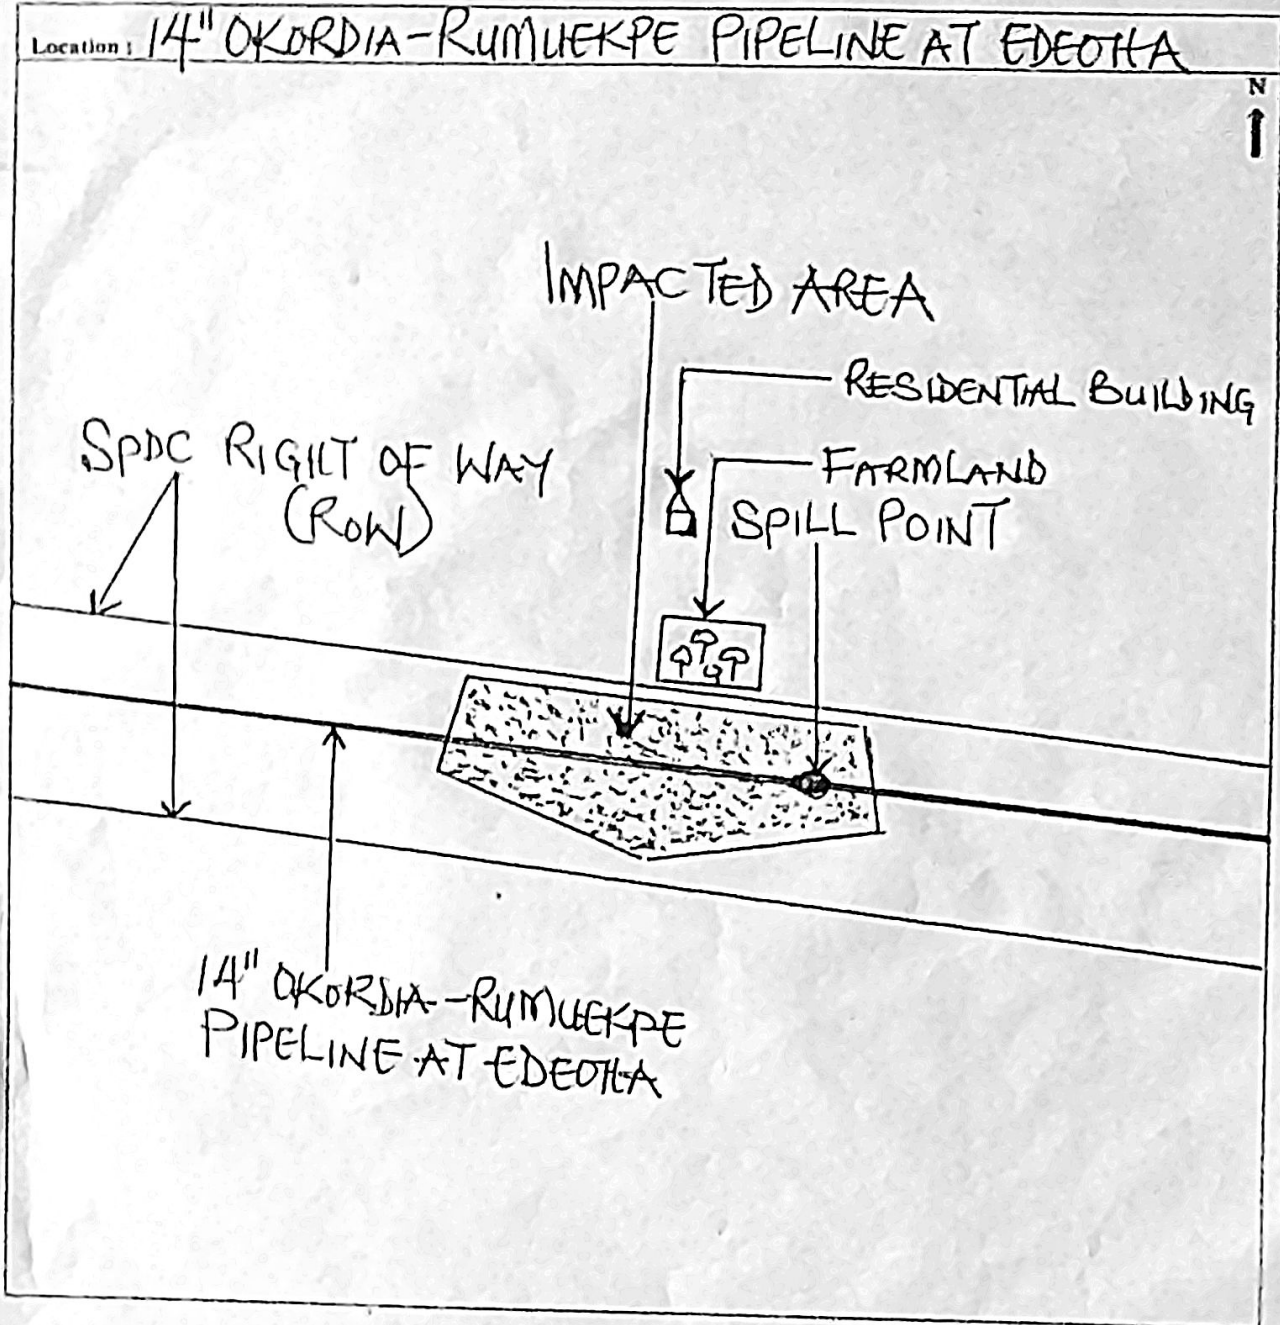 Location: 14" OKORDIA-RUMUEKPE PIPELINE AT EDEOHA
N
IMPACTED AREA
RESIDENTIAL BUILDING
SPDC RIGHT OF WAY
(ROW)
FARMLAND
SPILL POINT
14" OKORDIA-RUMUEKPE
PIPELINE AT EDEOHA